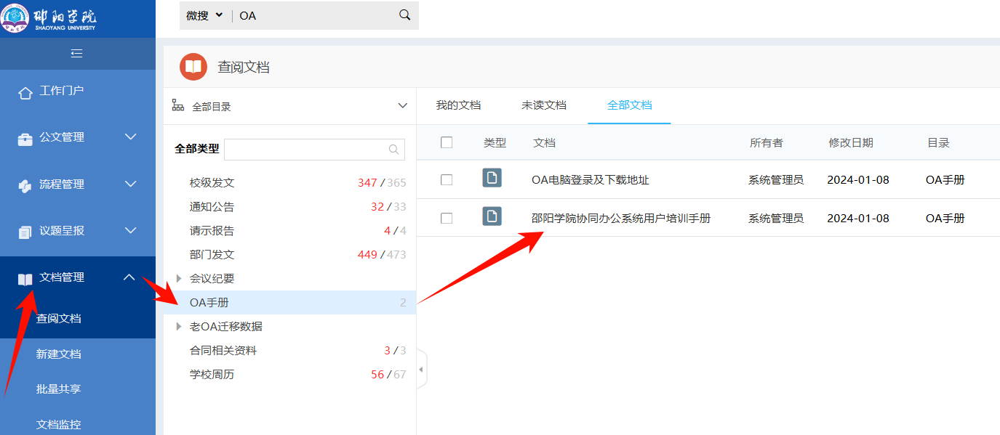 邵阳学院
SHAOYANG UNIVERSITY
微搜 OA
工作门户
公文管理
流程管理
议题呈报
文档管理
查阅文档
新建文档
批量共享
文档监控
查阅文档
全部目录
全部类型
校级发文 347 / 365
通知公告 32 / 33
请示报告 4 / 4
部门发文 449 / 473
会议纪要
OA手册 2
老OA迁移数据
合同相关资料 3 / 3
学校周历 56 / 67
我的文档 未读文档 全部文档
类型 文档 所有者 修改日期 目录
OA电脑登录及下载地址 系统管理员 2024-01-08 OA手册
邵阳学院协同办公系统用户培训手册 系统管理员 2024-01-08 OA手册